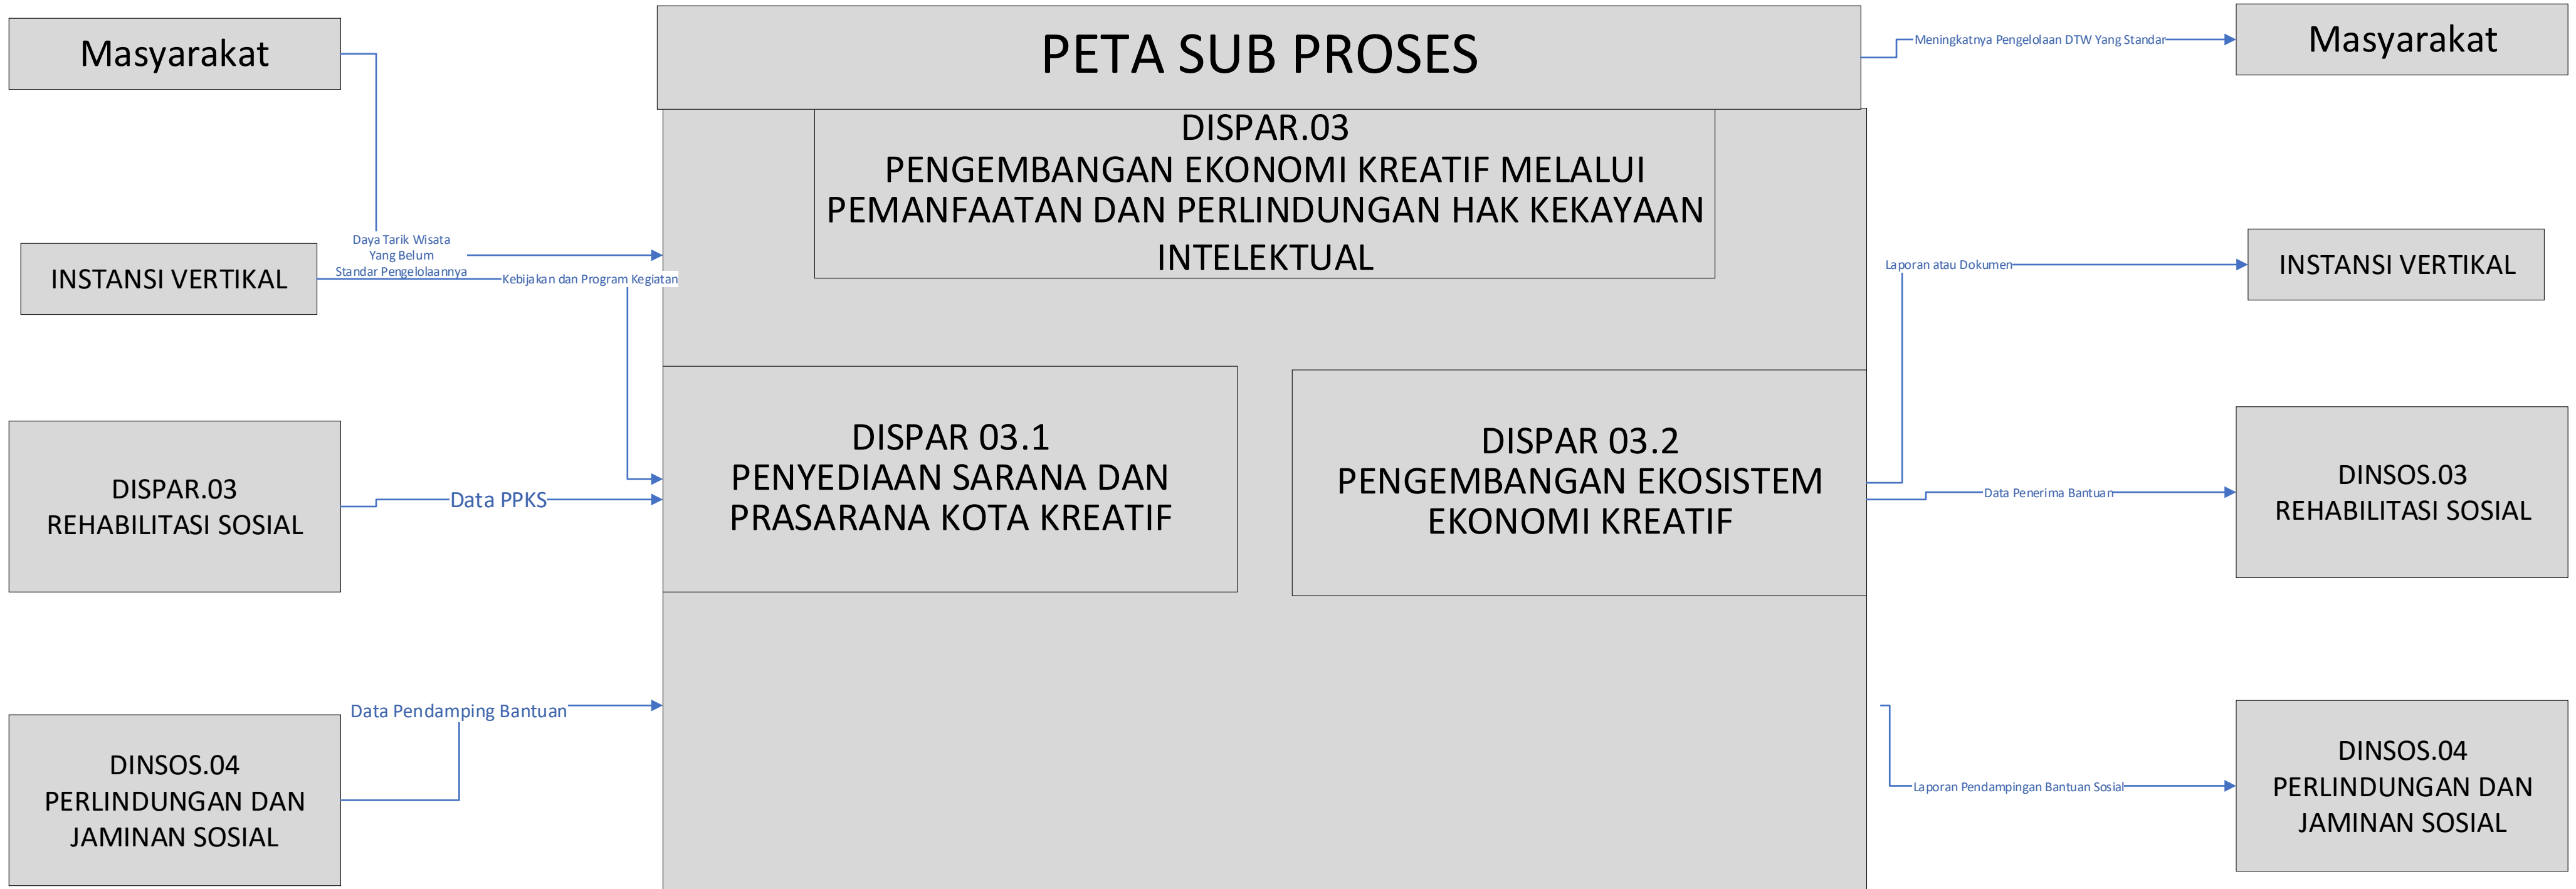 Masyarakat
PETA SUB PROSES
Meningkatnya Pengelolaan DTW Yang Standar
Masyarakat
DISPAR.03
PENGEMBANGAN EKONOMI KREATIF MELALUI
PEMANFAATAN DAN PERLINDUNGAN HAK KEKAYAAN
INTELEKTUAL
Daya Tarik Wisata
Yang Belum
Standar Pengelolaannya
INSTANSI VERTIKAL
Kebijakan dan Program Kegiatan
Laporan atau Dokumen
INSTANSI VERTIKAL
DISPAR.03
REHABILITASI SOSIAL
Data PPKS
DISPAR 03.1
PENYEDIAAN SARANA DAN
PRASARANA KOTA KREATIF
DISPAR 03.2
PENGEMBANGAN EKOSISTEM
EKONOMI KREATIF
Data Penerima Bantuan
DINSOS.03
REHABILITASI SOSIAL
Data Pendamping Bantuan
DINSOS.04
PERLINDUNGAN DAN
JAMINAN SOSIAL
Laporan Pendampingan Bantuan Sosial
DINSOS.04
PERLINDUNGAN DAN
JAMINAN SOSIAL